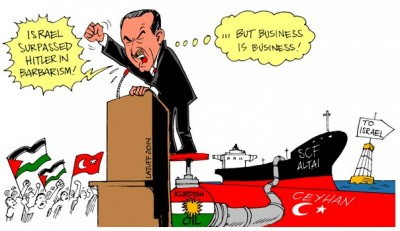 ISRAEL
SURPASSED
HITLER IN
BARBARISM!
... BUT BUSINESS
IS BUSINESS!
TO
ISRAEL
SCF
ALTAI
LATUFF 2014
KURDISH
OIL
CEYHAN